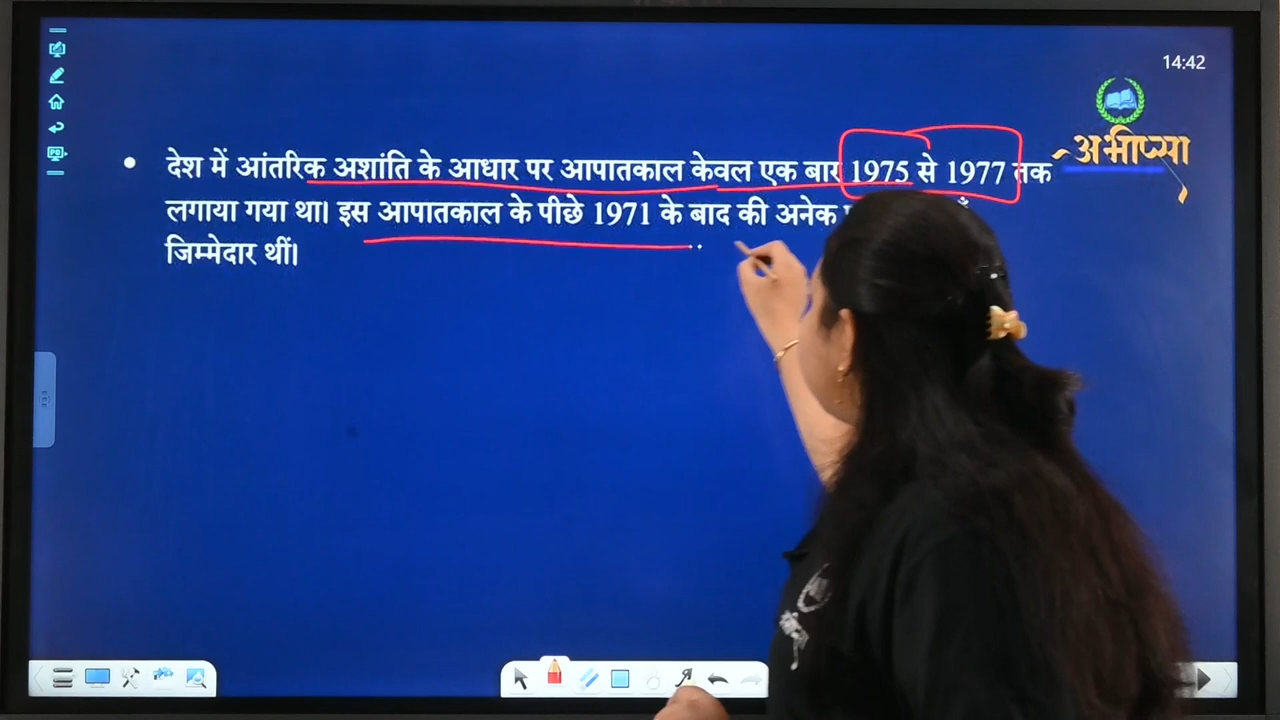 14:42
अभीप्सा
देश में आंतरिक अशांति के आधार पर आपातकाल केवल एक बार 1975 से 1977 तक
लगाया गया था। इस आपातकाल के पीछे 1971 के बाद की अनेक
जिम्मेदार थीं।